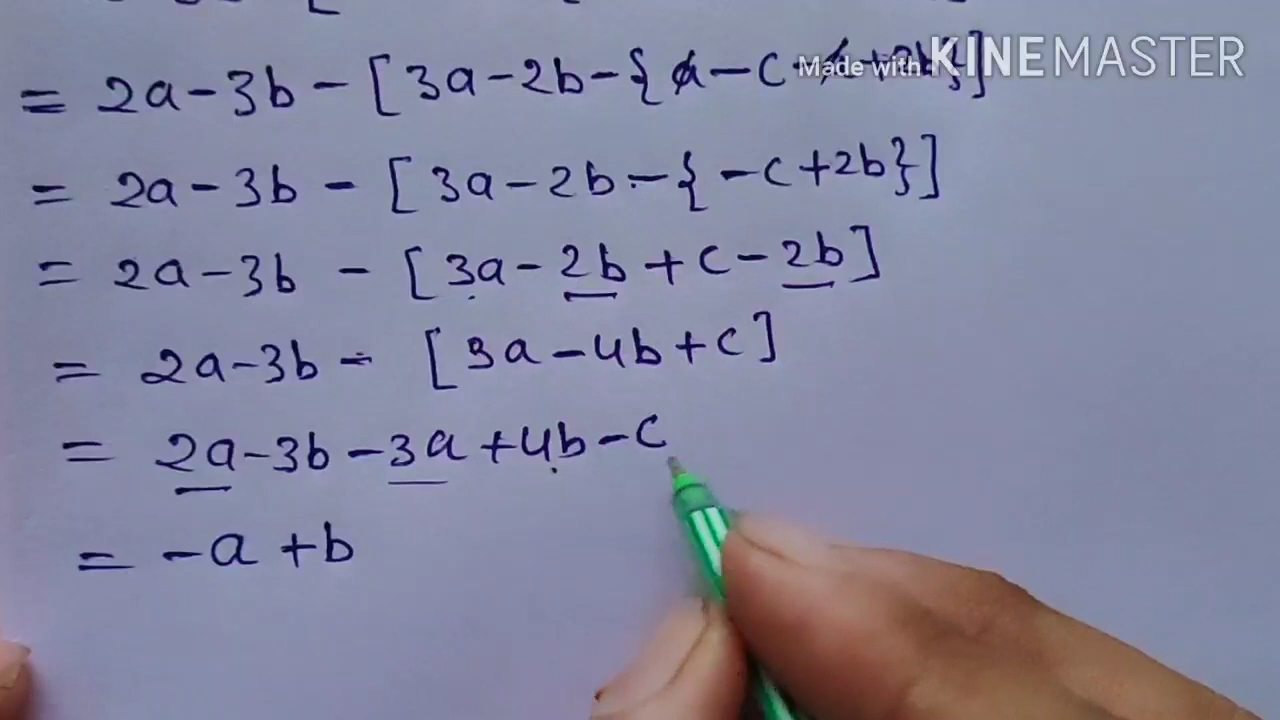 = 2a - 3b - [3a - 2b - {a - c - a + 2b}]
Made with KINEMASTER
= 2a - 3b - [3a - 2b - {-c + 2b}]
= 2a - 3b - [3a - 2b + c - 2b]
= 2a - 3b - [3a - 4b + c]
= 2a - 3b - 3a + 4b - c
= -a + b